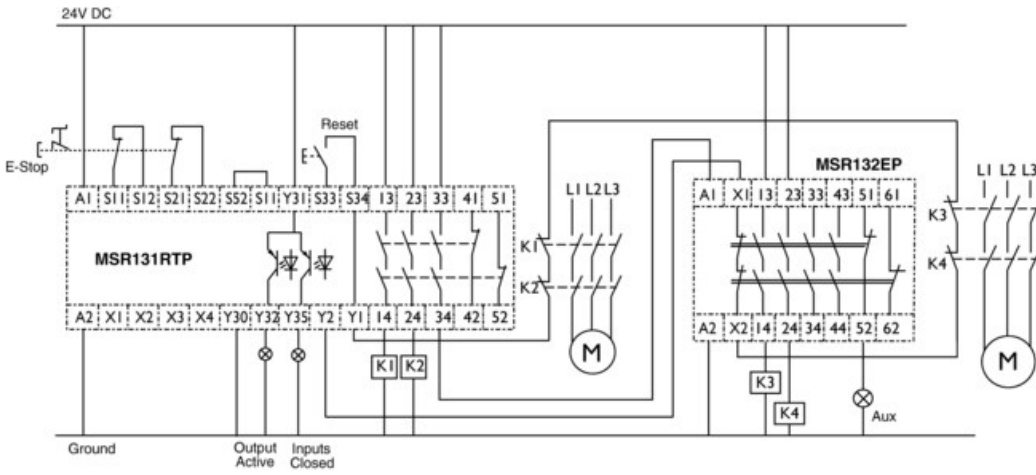 24V DC
E-Stop
Reset
MSR132EP
L1 L2 L3
A1 S11 S12 S21 S22 S52 S11 Y31 S33 S34 13 23 33 41 51
L1 L2 L3
A1 X1 13 23 33 43 51 61
K3
MSR131RTP
K1
K4
K2
A2 X1 X2 X3 X4 Y30 Y32 Y35 Y2 Y1 14 24 34 42 52
A2 X2 14 24 34 44 52 62
M
M
K1 K2
K3
K4
Aux
Ground
Output
Active
Inputs
Closed